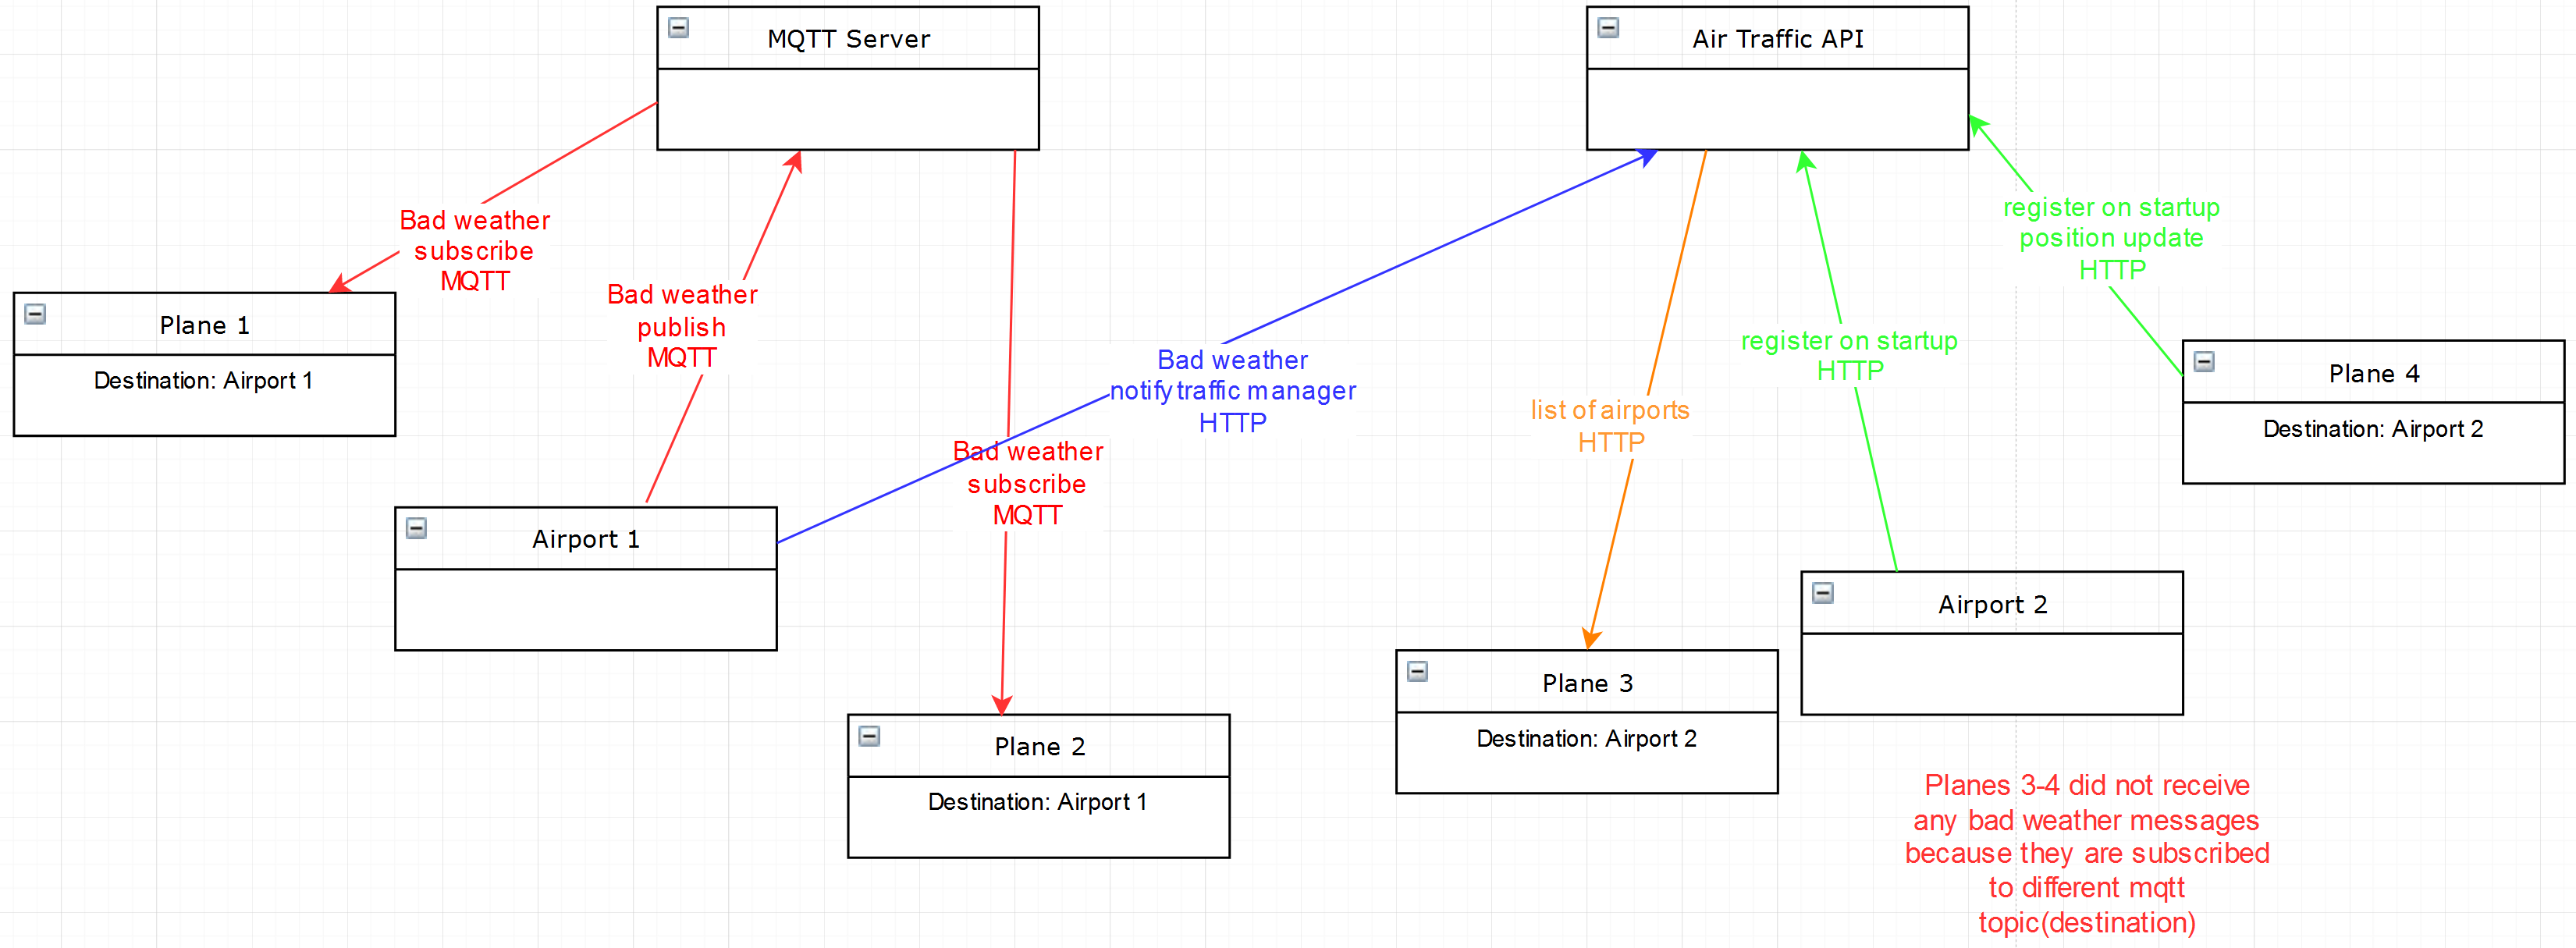 MQTT Server
Air Traffic API
Bad weather
subscribe
MQTT
Bad weather
publish
MQTT
Plane 1
Destination: Airport 1
Bad weather
notify traffic manager
HTTP
Bad weather
subscribe
MQTT
list of airports
HTTP
register on startup
HTTP
register on startup
position update
HTTP
Plane 4
Destination: Airport 2
Airport 1
Airport 2
Plane 2
Destination: Airport 1
Plane 3
Destination: Airport 2
Planes 3-4 did not receive
any bad weather messages
because they are subscribed
to different mqtt
topic(destination)